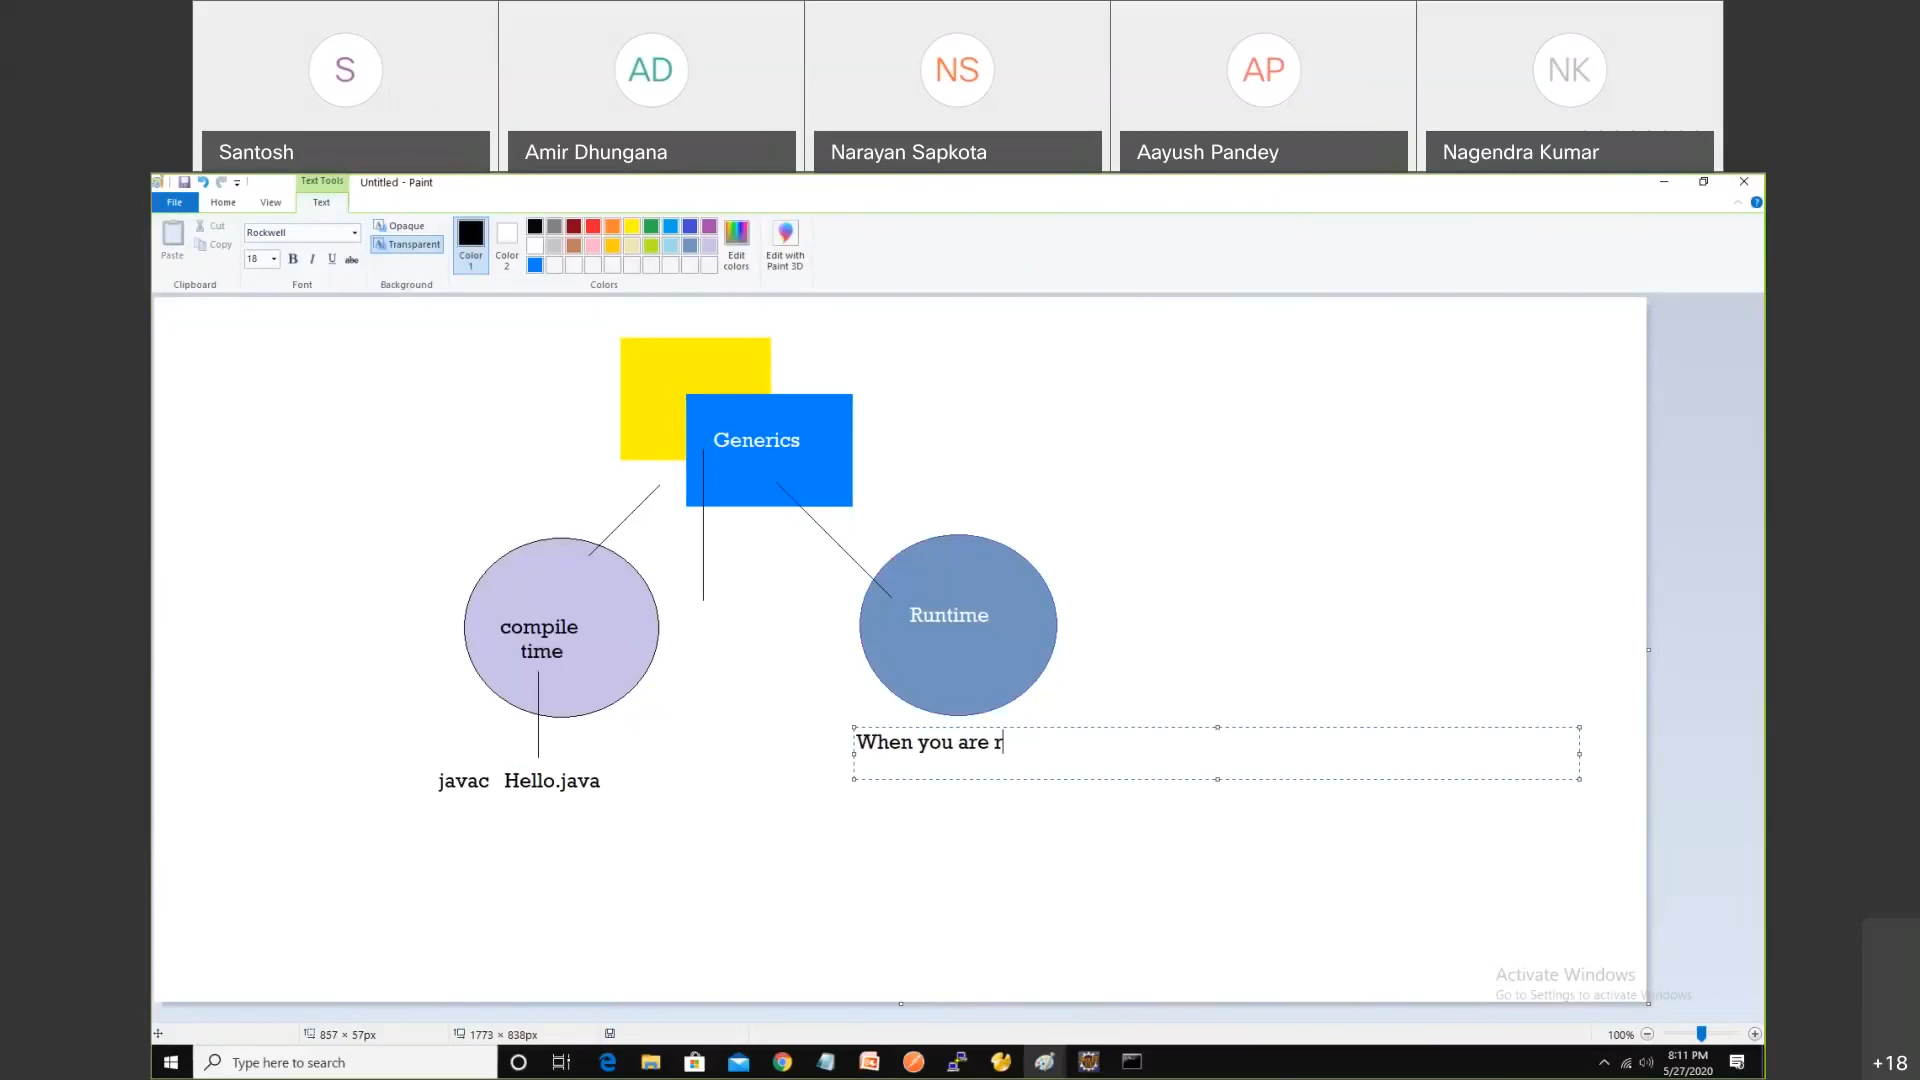 S
AD
NS
AP
NK
Santosh
Amir Dhungana
Narayan Sapkota
Aayush Pandey
Nagendra Kumar
Text Tools
Untitled - Paint
File
Home
View
Text
Paste
Cut
Copy
Clipboard
Rockwell
18
B I U abc
Font
Opaque
Transparent
Background
Color
1
Color
2
Edit
colors
Edit with
Paint 3D
Colors
Generics
compile
time
Runtime
When you are r
javac Hello.java
Activate Windows
Go to Settings to activate Windows
857 × 57px
1773 × 838px
100%
Type here to search
8:11 PM
5/27/2020
+18